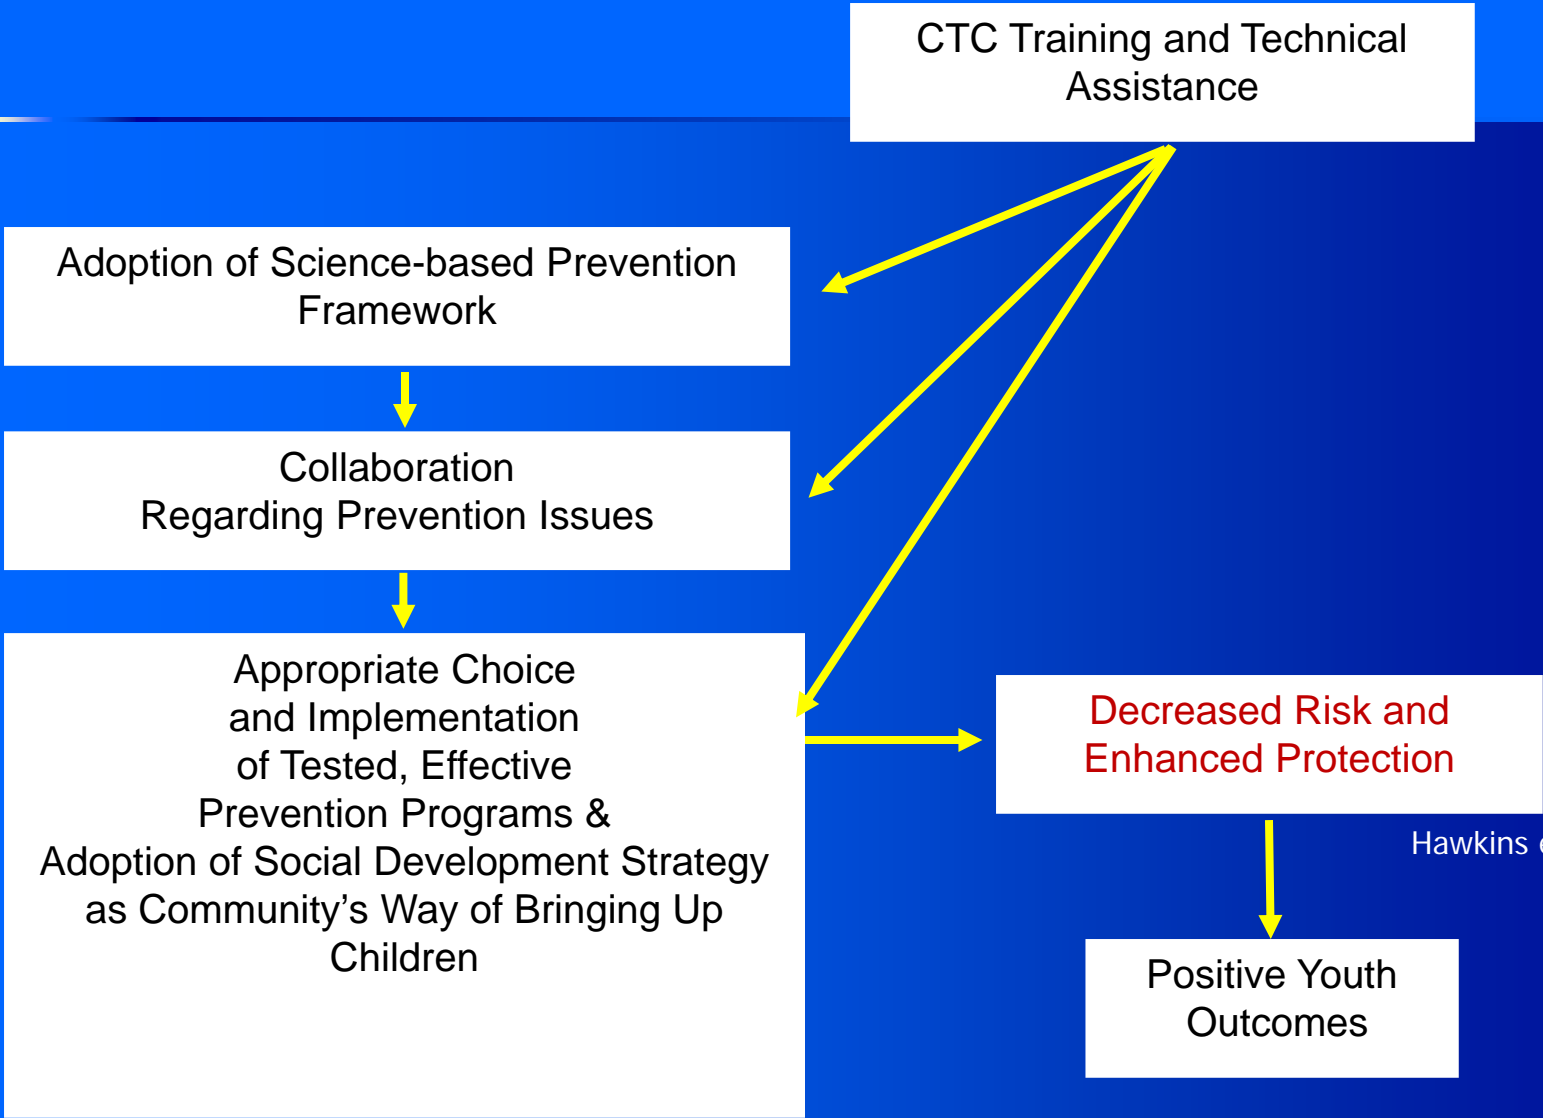 CTC Training and Technical
Assistance
Adoption of Science-based Prevention
Framework
Collaboration
Regarding Prevention Issues
Appropriate Choice
and Implementation
of Tested, Effective
Prevention Programs &
Adoption of Social Development Strategy
as Community’s Way of Bringing Up
Children
Decreased Risk and
Enhanced Protection
Hawkins
Positive Youth
Outcomes